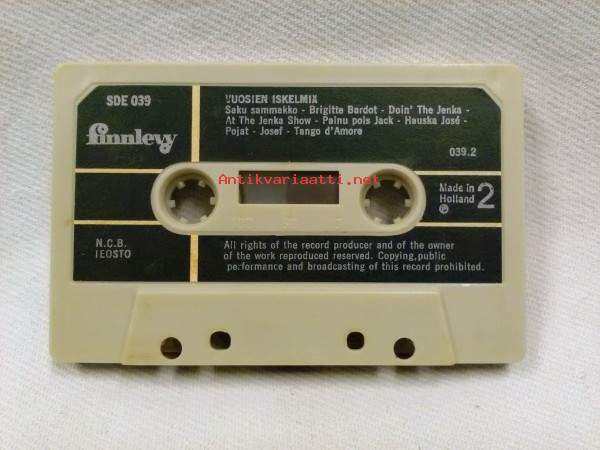 SDE 039
finnlevy
VUOSIEN ISKELMIÄ
Saku sammakko - Brigitte Bardot - Doin' The Jenka -
At The Jenka Show - Painu pois Jack - Hauska José -
Pojat - Josef - Tango d'Amore
039.2
Antikvariaatti.net
Made in
Holland 2
℗
N.C.B.
IEOSTO
All rights of the record producer and of the owner
of the work reproduced reserved. Copying, public
performance and broadcasting of this record prohibited.